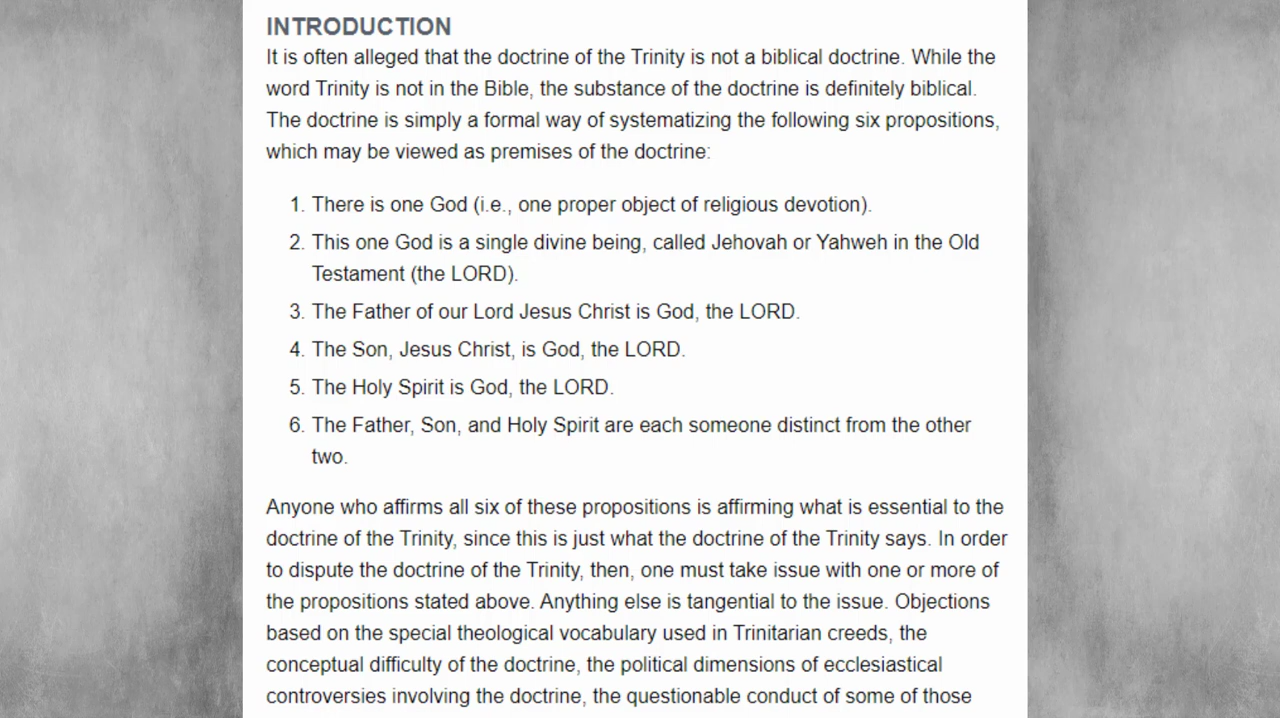 INTRODUCTION
It is often alleged that the doctrine of the Trinity is not a biblical doctrine. While the
word Trinity is not in the Bible, the substance of the doctrine is definitely biblical.
The doctrine is simply a formal way of systematizing the following six propositions,
which may be viewed as premises of the doctrine:
1. There is one God (i.e., one proper object of religious devotion).
2. This one God is a single divine being, called Jehovah or Yahweh in the Old
Testament (the LORD).
3. The Father of our Lord Jesus Christ is God, the LORD.
4. The Son, Jesus Christ, is God, the LORD.
5. The Holy Spirit is God, the LORD.
6. The Father, Son, and Holy Spirit are each someone distinct from the other
two.
Anyone who affirms all six of these propositions is affirming what is essential to the
doctrine of the Trinity, since this is just what the doctrine of the Trinity says. In order
to dispute the doctrine of the Trinity, then, one must take issue with one or more of
the propositions stated above. Anything else is tangential to the issue. Objections
based on the special theological vocabulary used in Trinitarian creeds, the
conceptual difficulty of the doctrine, the political dimensions of ecclesiastical
controversies involving the doctrine, the questionable conduct of some of those